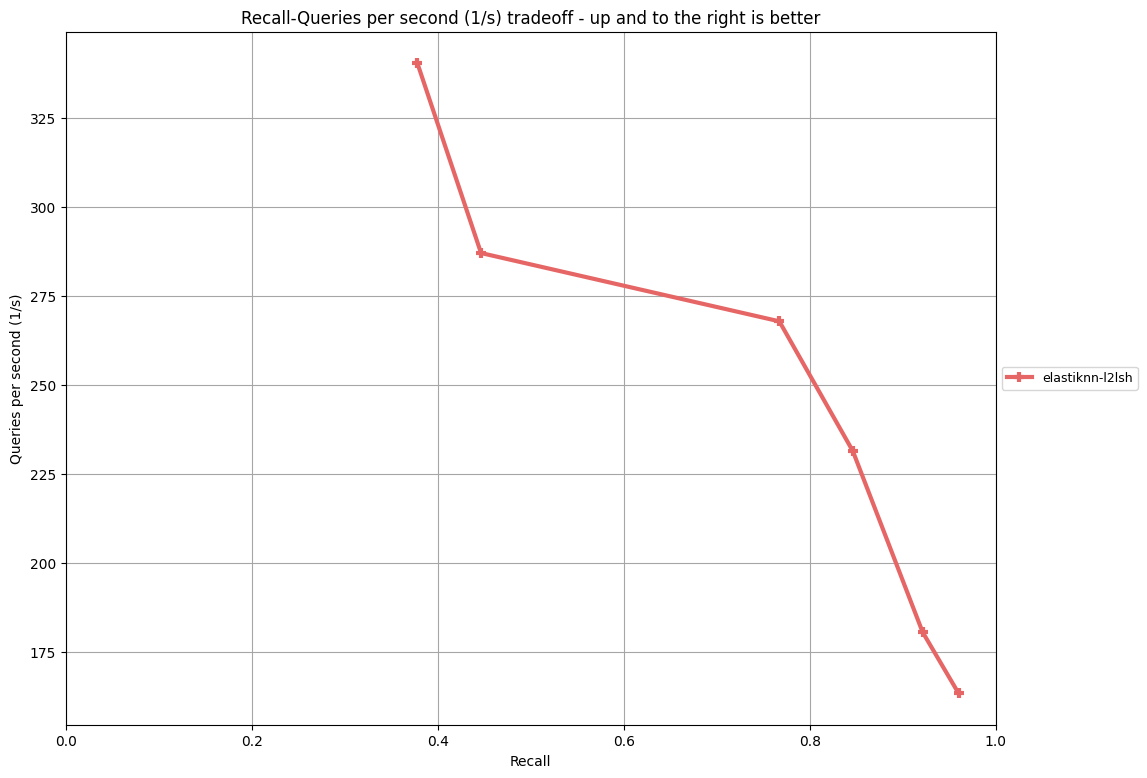 Recall-Queries per second (1/s) tradeoff - up and to the right is better
325
300
275
250
225
200
175
Queries per second (1/s)
0.0 0.2 0.4 0.6 0.8 1.0
Recall
elastiknn-l2lsh